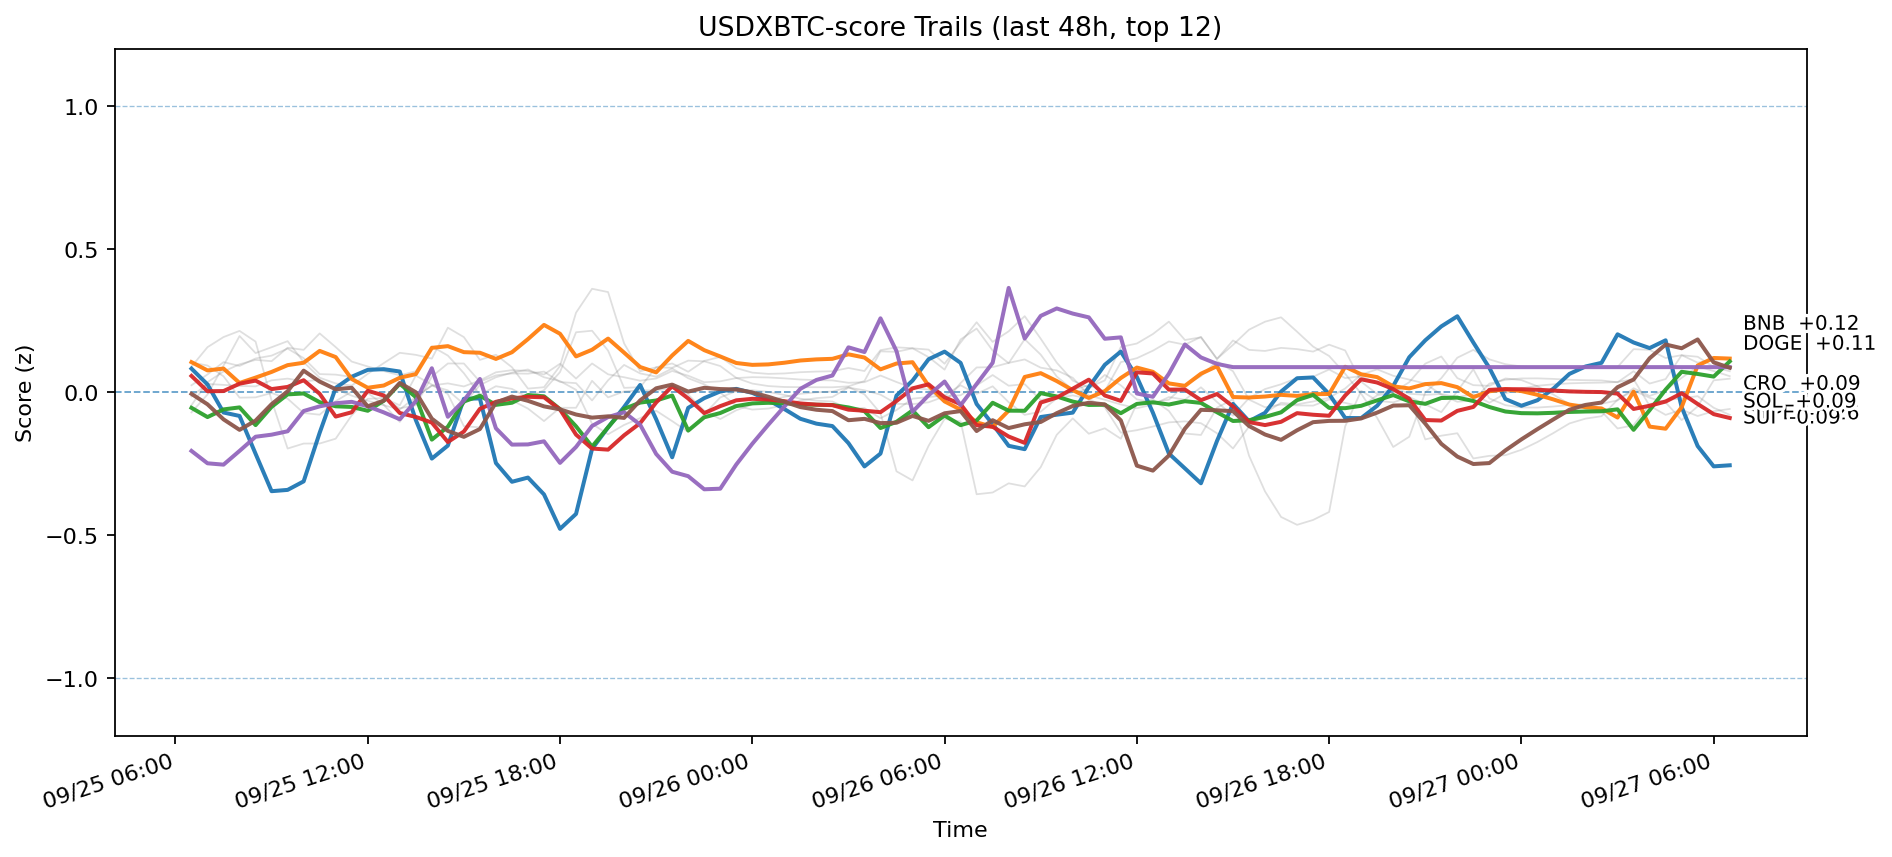 USDXBTC-score Trails (last 48h, top 12)
Score (z)
1.0
0.5
0.0
−0.5
−1.0
BNB +0.12
DOGE +0.11
CRO +0.09
SOL +0.09
SUI
09/25 06:00
09/25 12:00
09/25 18:00
09/26 00:00
09/26 06:00
09/26 12:00
09/26 18:00
09/27 00:00
09/27 06:00
Time